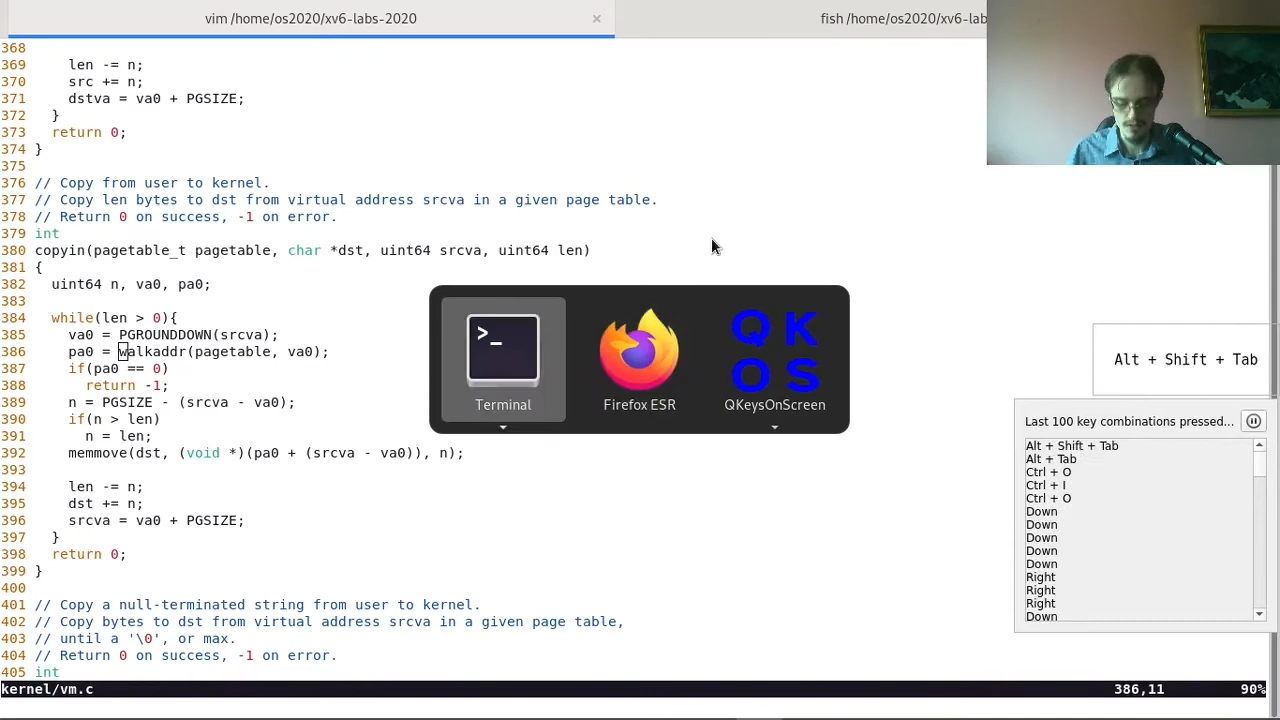 vim /home/os2020/xv6-labs-2020
×
fish /home/os2020/xv6-lab
368
369     len -= n;
370     src += n;
371     dstva = va0 + PGSIZE;
372   }
373   return 0;
374 }
375
376 // Copy from user to kernel.
377 // Copy len bytes to dst from virtual address srcva in a given page table.
378 // Return 0 on success, -1 on error.
379 int
380 copyin(pagetable_t pagetable, char *dst, uint64 srcva, uint64 len)
381 {
382   uint64 n, va0, pa0;
383
384   while(len > 0){
385     va0 = PGROUNDDOWN(srcva);
386     pa0 = walkaddr(pagetable, va0);
387     if(pa0 == 0)
388       return -1;
389     n = PGSIZE - (srcva - va0);
390     if(n > len)
391       n = len;
392     memmove(dst, (void *)(pa0 + (srcva - va0)), n);
393
394     len -= n;
395     dst += n;
396     srcva = va0 + PGSIZE;
397   }
398   return 0;
399 }
400
401 // Copy a null-terminated string from user to kernel.
402 // Copy bytes to dst from virtual address srcva in a given page table,
403 // until a '\0', or max.
404 // Return 0 on success, -1 on error.
405 int
kernel/vm.c 386,11 90%
>_
Terminal
Firefox ESR
QK
OS
QKeysOnScreen
Alt + Shift + Tab
Last 100 key combinations pressed...
Alt + Shift + Tab
Alt + Tab
Ctrl + O
Ctrl + I
Ctrl + O
Down
Down
Down
Down
Down
Right
Right
Right
Down